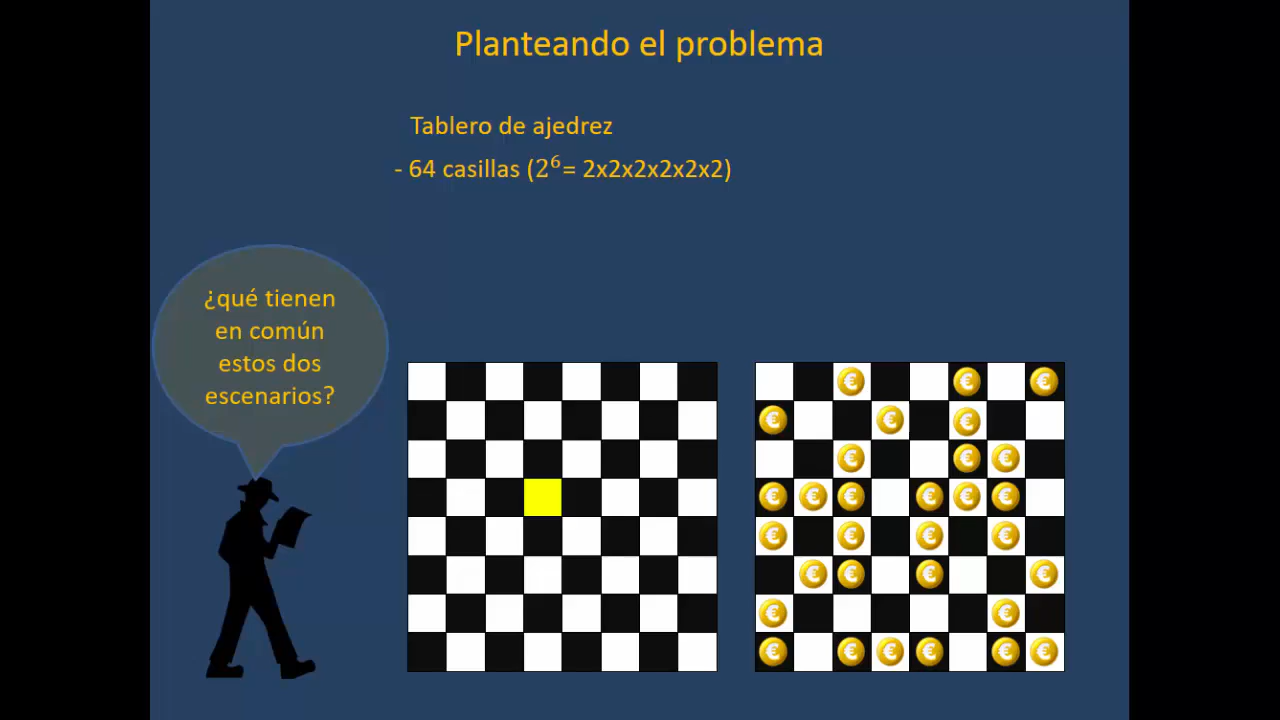 Planteando el problema
Tablero de ajedrez
- 64 casillas (2⁶= 2x2x2x2x2x2)
¿qué tienen
en común
estos dos
escenarios?